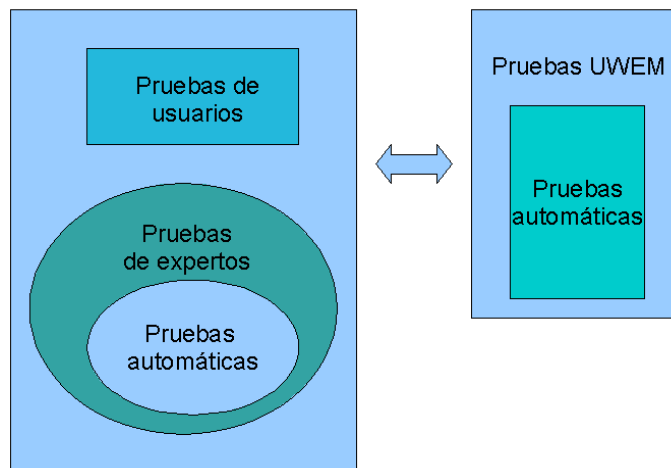 Pruebas de
usuarios
Pruebas
de expertos
Pruebas
automáticas
Pruebas UWEM
Pruebas
automáticas